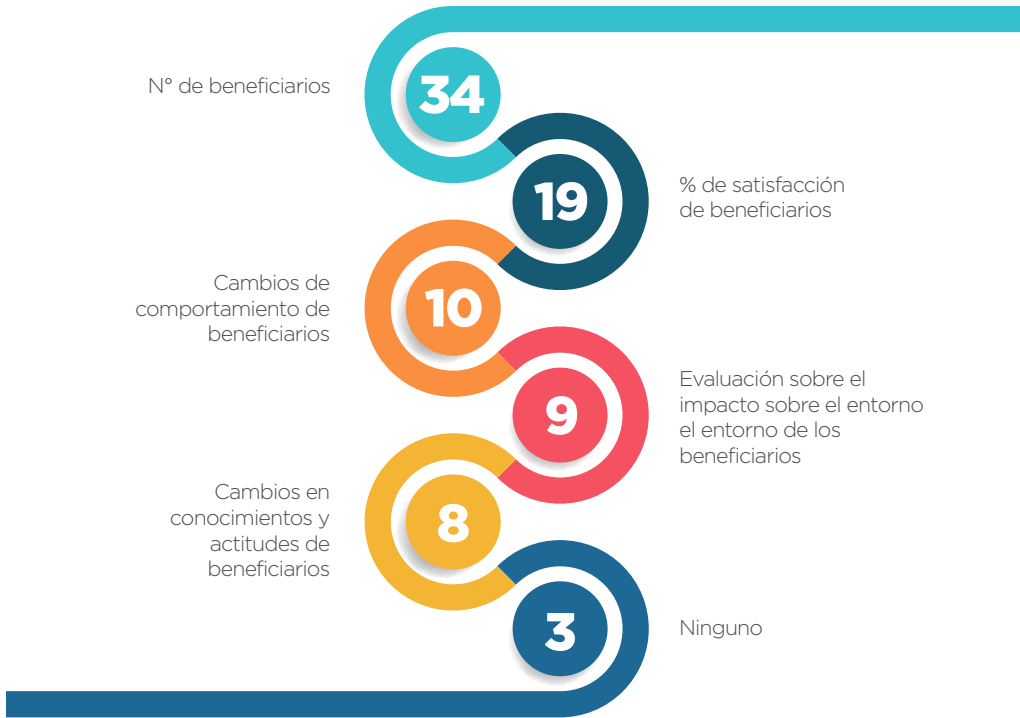 N° de beneficiarios
34
19
% de satisfacción
de beneficiarios
Cambios de
comportamiento de
beneficiarios
10
9
Evaluación sobre el
impacto sobre el entorno
el entorno de los
beneficiarios
Cambios en
conocimientos y
actitudes de
beneficiarios
8
3
Ninguno